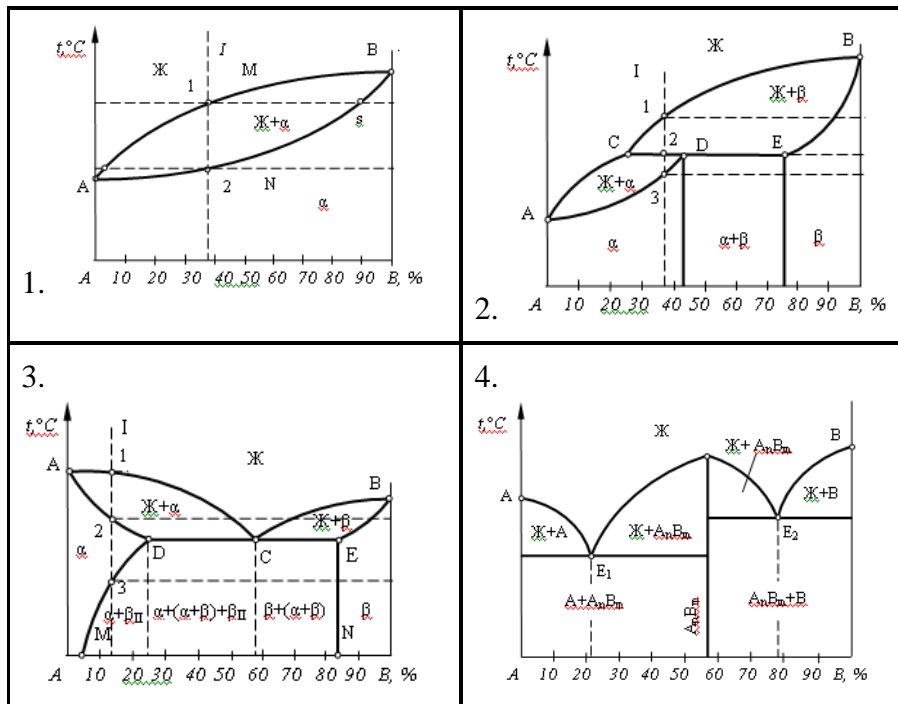 t,°C
I
Ж
М
B
1
Ж+α
s
A
2
N
α
A 10 20 30 40 50 60 70 80 90 B, %
1.
t,°C
Ж
B
I
1
Ж+β
C
2
D
E
Ж+α
3
A
α
α+β
β
A 10 20 30 40 50 60 70 80 90 B, %
2.
3.
t,°C
I
1
Ж
A
B
Ж+α
Ж+β
2
α
D
C
E
3
α+βII
α+(α+β)+βII
β+(α+β)
β
M
N
A 10 20 30 40 50 60 70 80 90 B, %
4.
t,°C
Ж
Ж+ AnBm
B
A
Ж+A
Ж+AnBm
Ж+B
E1
E2
A+AnBm
AnBm
AnBm+B
A 10 20 30 40 50 60 70 80 90 B, %